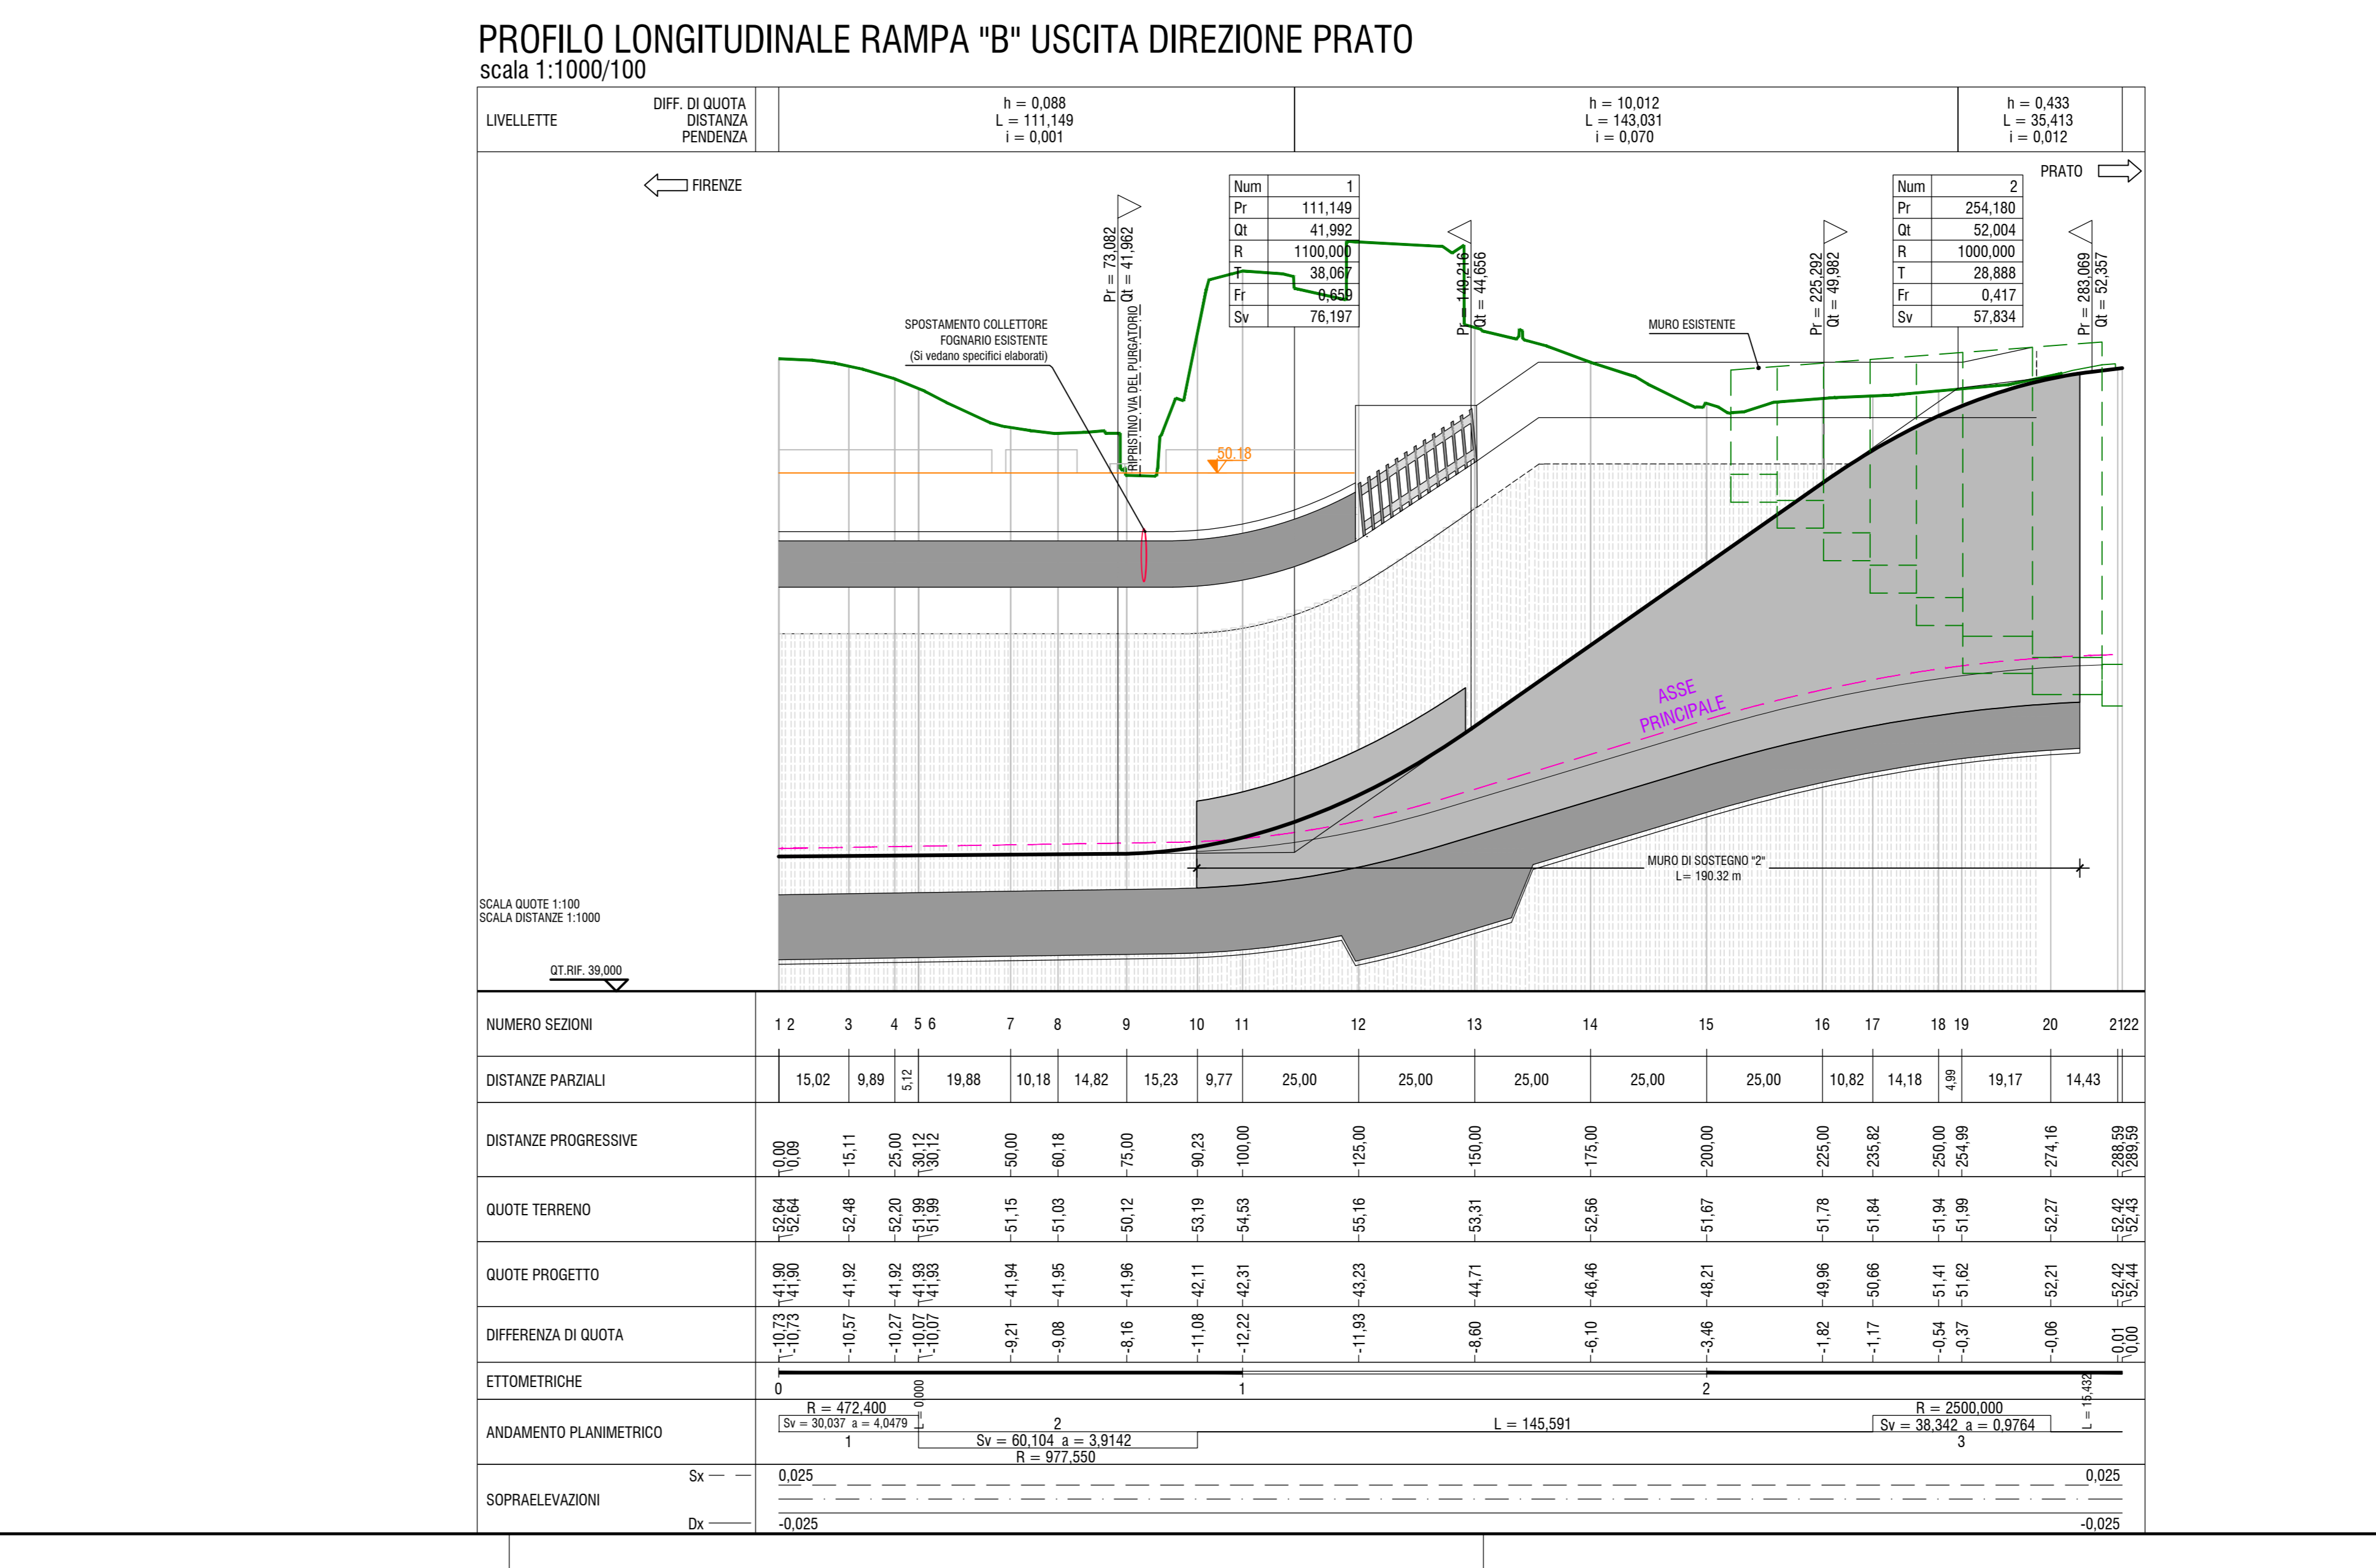 PROFILO LONGITUDINALE RAMPA "B" USCITA DIREZIONE PRATO
scala 1:1000/100
LIVELLETTE
DIFF. DI QUOTA
DISTANZA
PENDENZA
h = 0,088
L = 111,149
i = 0,001
h = 10,012
L = 143,031
i = 0,070
h = 0,433
L = 35,413
i = 0,012
FIRENZE
PRATO
Num 1
Pr 111,149
Qt 41,992
R 1100,000
T 38,067
Fr 0,659
Sv 76,197
Num 2
Pr 254,180
Qt 52,004
R 1000,000
T 28,888
Fr 0,417
Sv 57,834
Pr = 73,082
Qt = 41,962
RIPRISTINO VIA DEL PURGATORIO
Pr = 149,216
Qt = 44,656
Pr = 225,292
Qt = 49,982
Pr = 283,069
Qt = 52,357
SPOSTAMENTO COLLETTORE
FOGNARIO ESISTENTE
(Si vedano specifici elaborati)
MURO ESISTENTE
50.18
ASSE
PRINCIPALE
MURO DI SOSTEGNO "2"
L= 190.32 m
SCALA QUOTE 1:100
SCALA DISTANZE 1:1000
QT.RIF. 39,000
NUMERO SEZIONI 1 2 3 4 5 6 7 8 9 10 11 12 13 14 15 16 17 18 19 20 21 22
DISTANZE PARZIALI 15,02 9,89 5,12 19,88 10,18 14,82 15,23 9,77 25,00 25,00 25,00 25,00 25,00 10,82 14,18 4,99 19,17 14,43
DISTANZE PROGRESSIVE 0,00 0,09 15,11 25,00 30,12 30,12 50,00 60,18 75,00 90,23 100,00 125,00 150,00 175,00 200,00 225,00 235,82 250,00 254,99 274,16 288,59 289,59
QUOTE TERRENO 52,64 52,64 52,48 52,20 51,99 51,99 51,15 51,03 50,12 53,19 54,53 55,16 53,31 52,56 51,67 51,78 51,84 51,94 51,99 52,27 52,42 52,43
QUOTE PROGETTO 41,90 41,90 41,92 41,92 41,93 41,93 41,94 41,95 41,96 42,11 42,31 43,23 44,71 46,46 48,21 49,96 50,66 51,41 51,62 52,21 52,42 52,44
DIFFERENZA DI QUOTA -10,73 -10,73 -10,57 -10,27 -10,07 -10,07 -9,21 -9,08 -8,16 -11,08 -12,22 -11,93 -8,60 -6,10 -3,46 -1,82 -1,17 -0,54 -0,37 -0,06 0,01 0,00
ETTOMETRICHE 0 1 2
ANDAMENTO PLANIMETRICO
R = 472,400
Sv = 30,037 a = 4,0479
1
L = 0,000
2
Sv = 60,104 a = 3,9142
R = 977,550
L = 145,591
R = 2500,000
Sv = 38,342 a = 0,9764
3
L = 15,432
SOPRAELEVAZIONI
Sx 0,025 0,025
Dx -0,025 -0,025